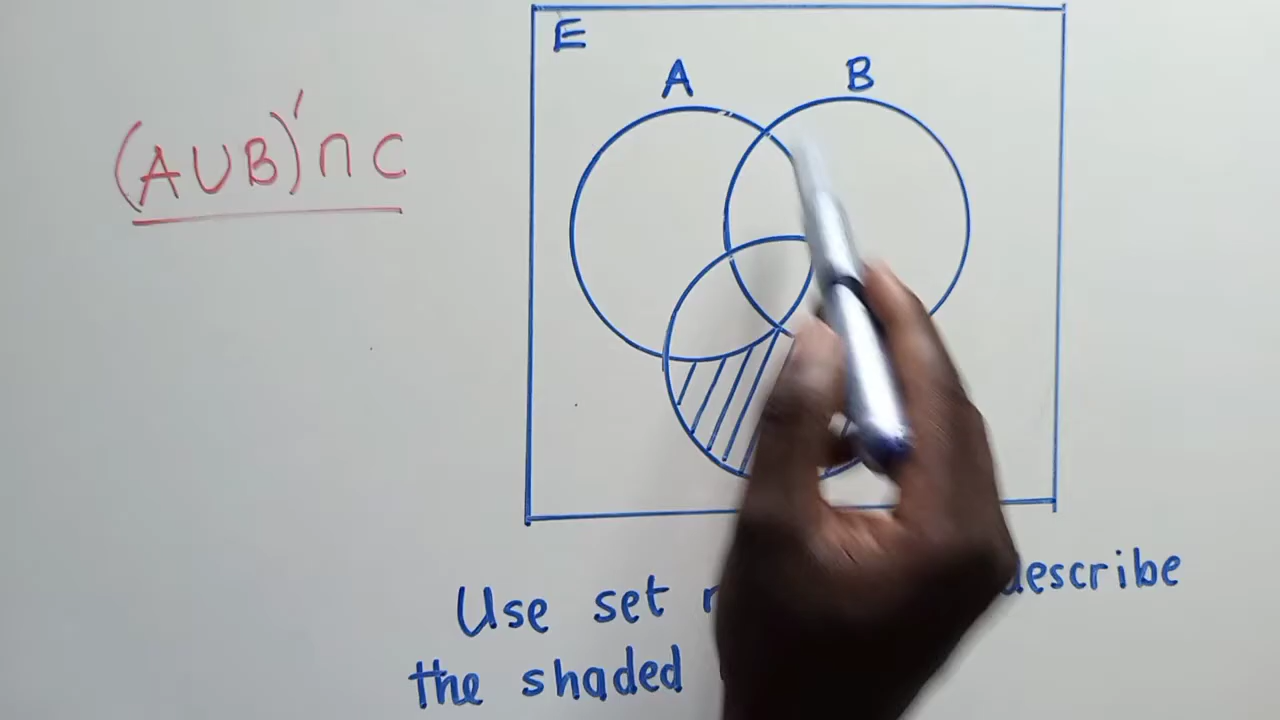 E
A B
(A∪B)′∩C
Use set describe
the shaded